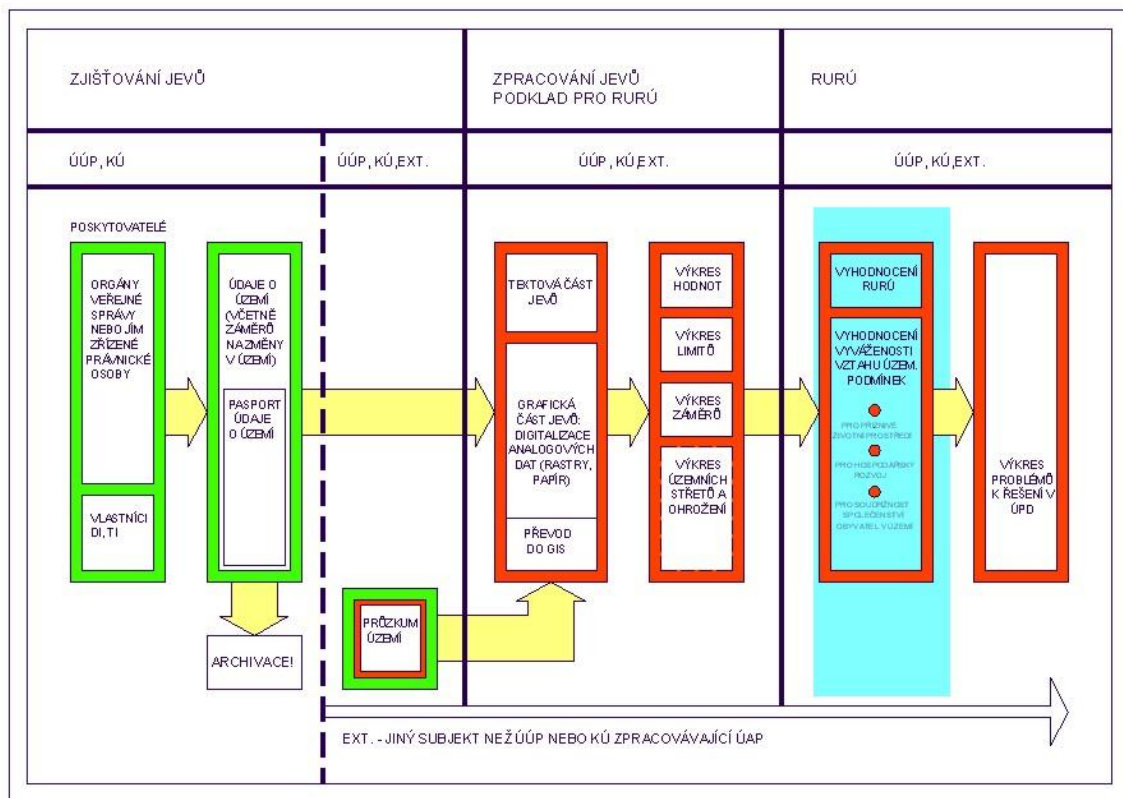 ZJIŠŤOVÁNÍ JEVŮ
ZPRACOVÁNÍ JEVŮ
PODKLAD PRO RURÚ
RURÚ
ÚÚP, KÚ
ÚÚP, KÚ,EXT.
ÚÚP, KÚ,EXT.
ÚÚP, KÚ,EXT.
POSKYTOVATELÉ
ORGÁNY
VEŘEJNÉ
SPRÁVY
NEBO JÍM
ZŘÍZENÉ
PRÁVNICKÉ
OSOBY
VLASTNÍCI
DI, TI
ÚDAJE O
ÚZEMÍ
(VČETNĚ
ZÁMĚRŮ
NA ZMĚNY
V ÚZEMÍ)
PASPORT
ÚDAJE
O ÚZEMÍ
ARCHIVACE!
PRŮZKUM
ÚZEMÍ
TEXTOVÁ ČÁST
JEVŮ
GRAFICKÁ
ČÁST JEVŮ:
DIGITALIZACE
ANALOGOVÝCH
DAT (RASTRY,
PAPÍR)
PŘEVOD
DO GIS
VÝKRES
HODNOT
VÝKRES
LIMITŮ
VÝKRES
ZÁMĚRŮ
VÝKRES
ÚZEMNÍCH
STŘETŮ A
OHROŽENÍ
VYHODNOCENÍ
RURÚ
VYHODNOCENÍ
VYVÁŽENOSTI
VZTAHU ÚZEM.
PODMÍNEK
PRO PŘÍZNIVÉ
ŽIVOTNÍ PROSTŘEDÍ
PRO HOSPODÁŘSKÝ
ROZVOJ
PRO SOUDRŽNOST
SPOLEČENSTVÍ
OBYVATEL V ÚZEMÍ
VÝKRES
PROBLÉMŮ
K ŘEŠENÍ V
ÚPD
EXT. - JINÝ SUBJEKT NEŽ ÚÚP NEBO KÚ ZPRACOVÁVAJÍCÍ ÚAP